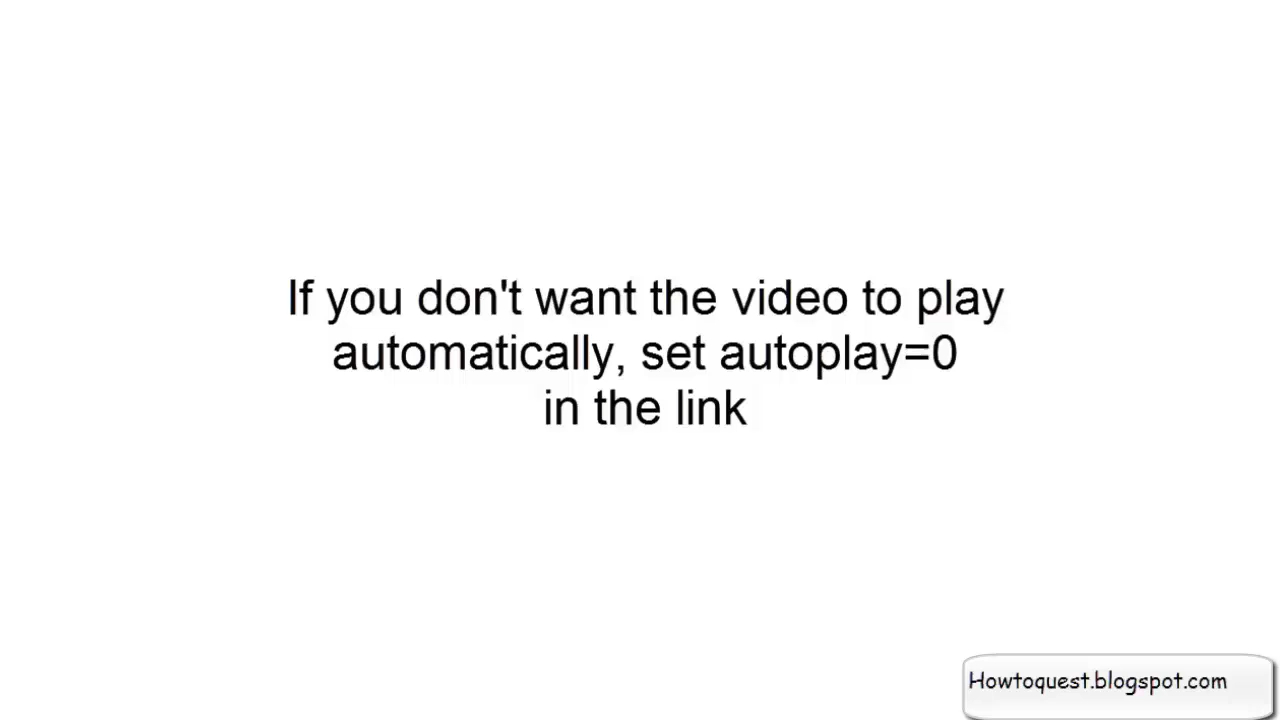 If you don't want the video to play
automatically, set autoplay=0
in the link
Howtoquest.blogspot.com